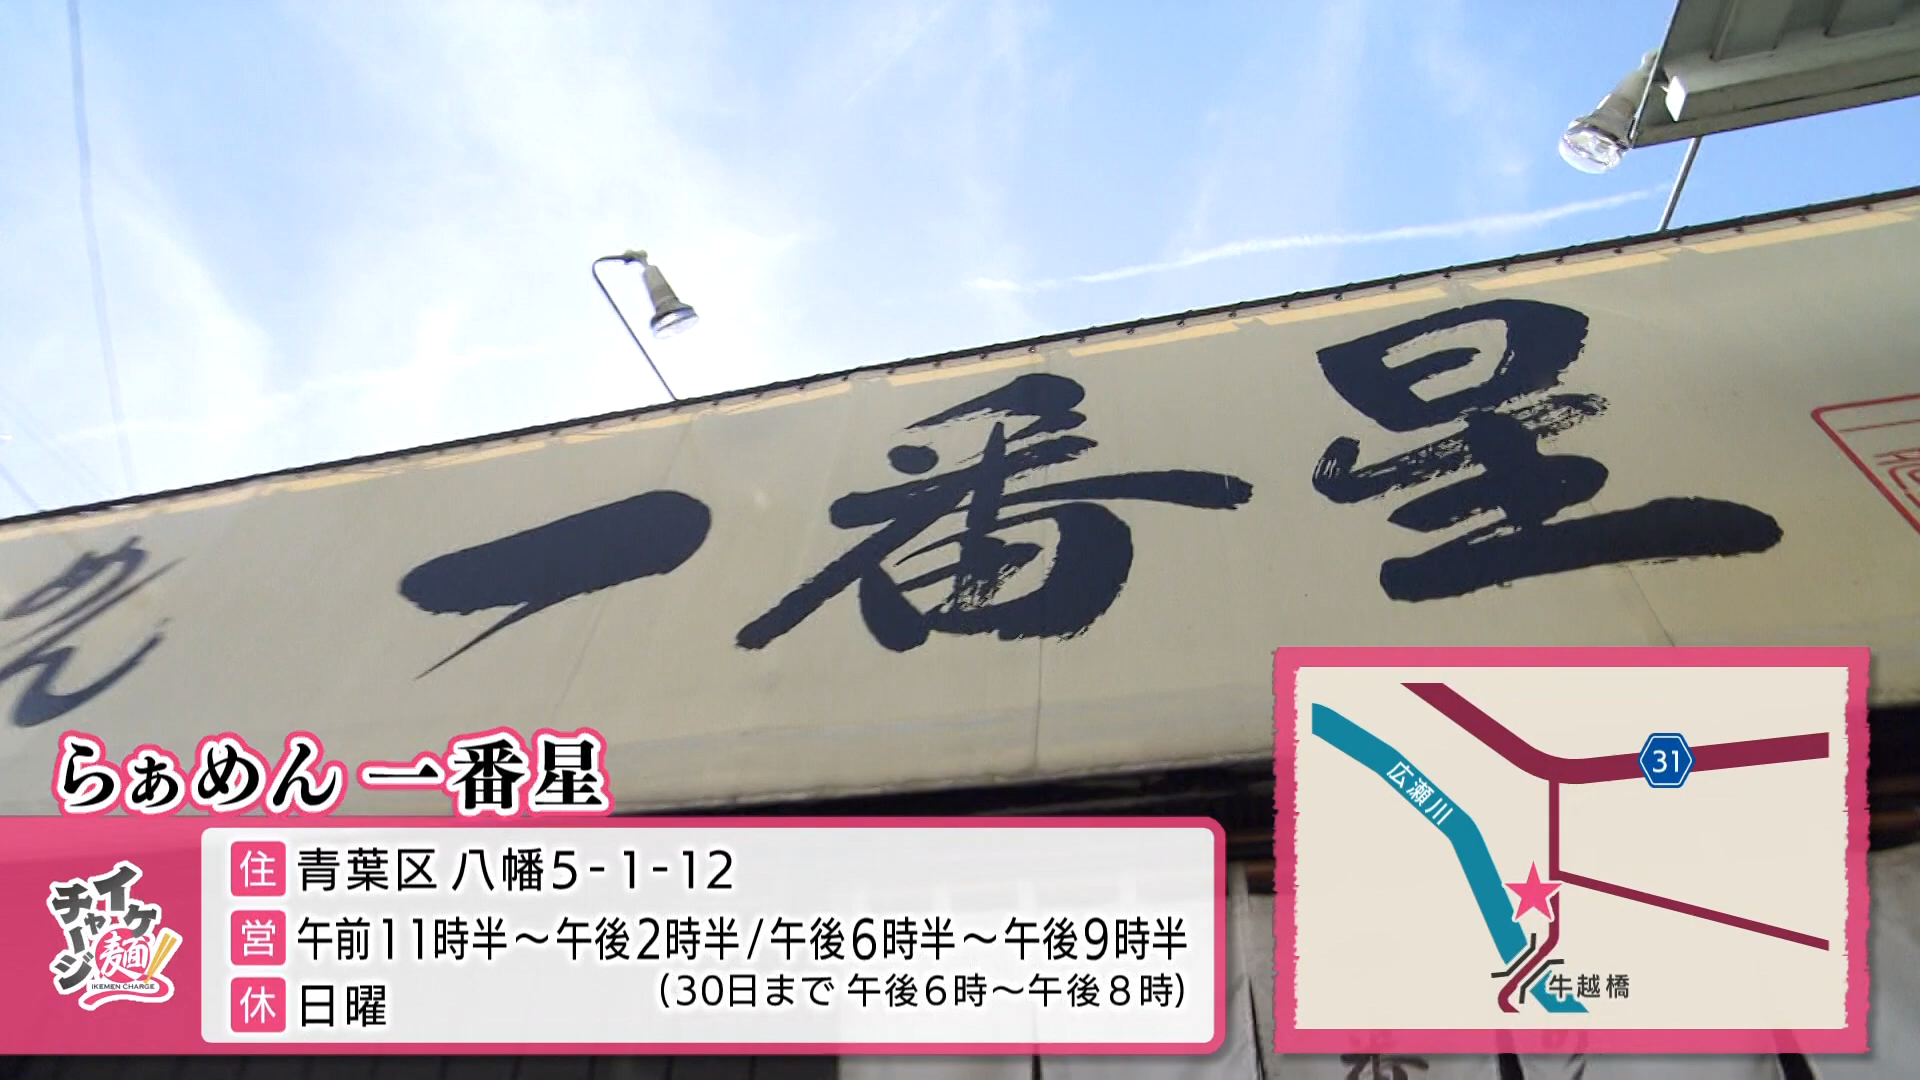 めん 一番星
らぁめん 一番星
イケ麺チャージ!!
IKEMEN CHARGE
住 青葉区 八幡5-1-12
営 午前11時半～午後2時半/午後6時半～午後9時半
(30日まで 午後6時～午後8時)
休 日曜
31
広瀬川
牛越橋